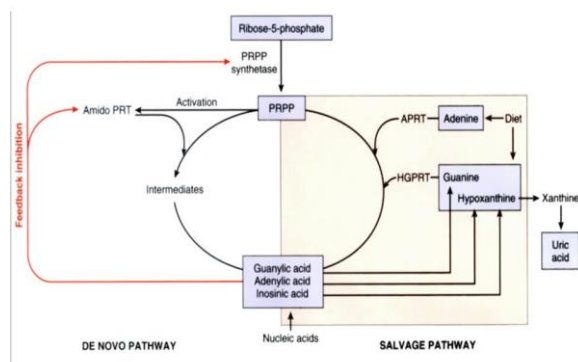 Ribose-5-phosphate
PRPP
synthetase
Amido PRT
Activation
PRPP
APRT
Adenine
Diet
HGPRT
Guanine
Hypoxanthine
Xanthine
Intermediates
Uric
acid
Guanylic acid
Adenylic acid
Inosinic acid
Nucleic acids
Feedback inhibition
DE NOVO PATHWAY
SALVAGE PATHWAY